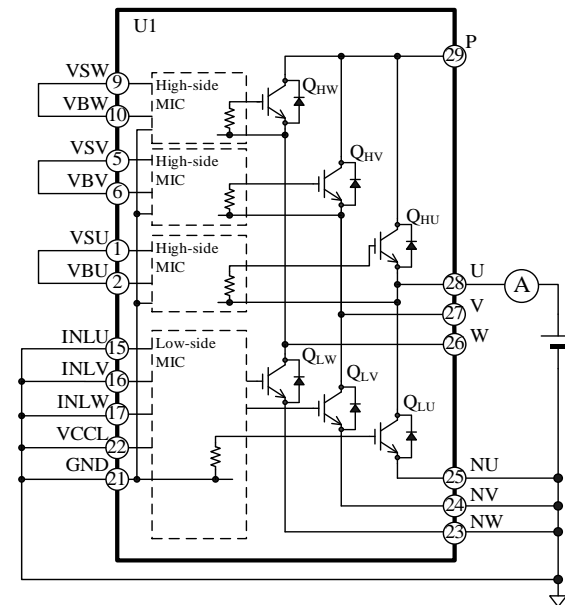 U1
P
29
VSW
9
VBW
10
High-side
MIC
QHW
VSV
5
VBV
6
High-side
MIC
QHV
VSU
1
VBU
2
High-side
MIC
QHU
U
28
A
V
27
W
26
INLU
15
INLV
16
INLW
17
VCCL
22
GND
21
Low-side
MIC
QLW
QLV
QLU
NU
25
NV
24
NW
23